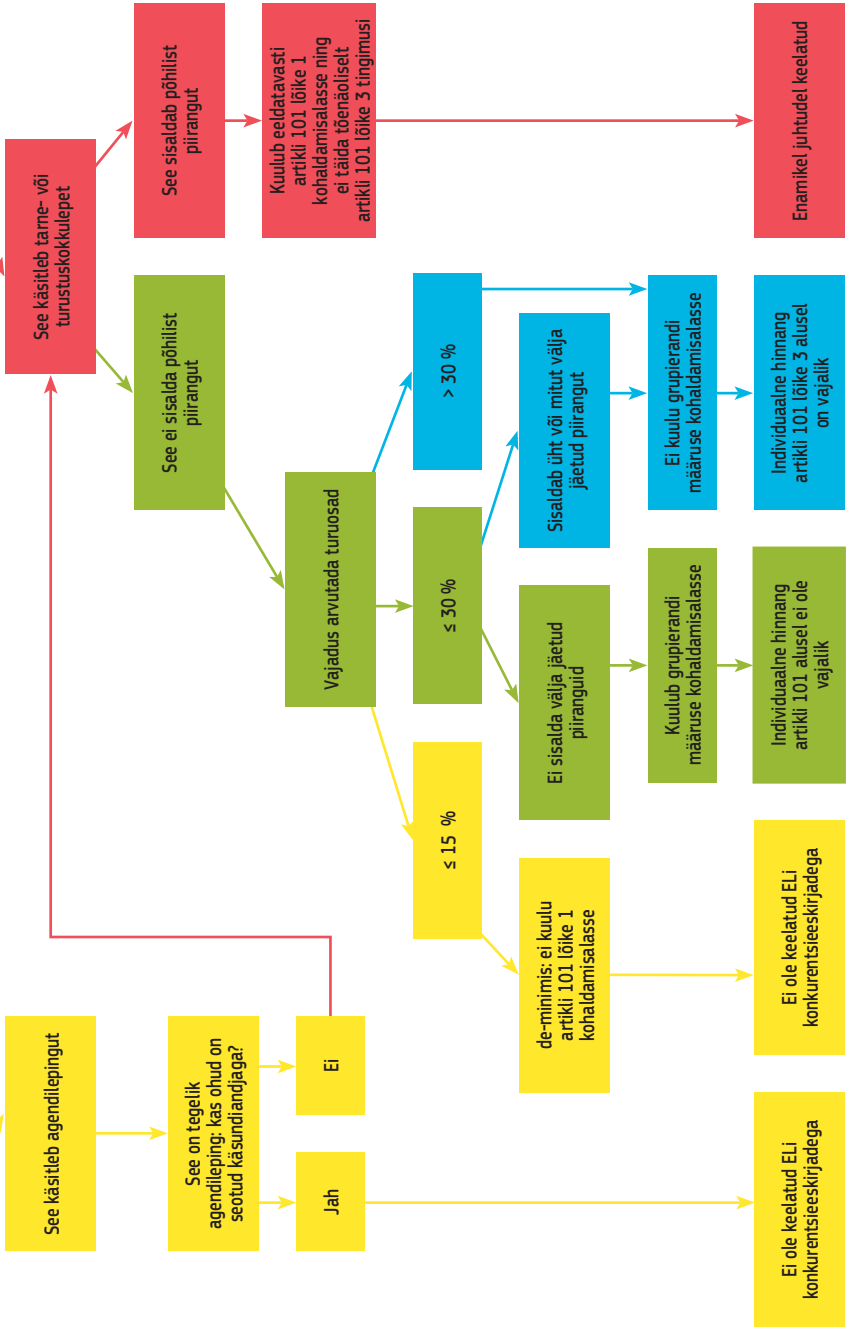 See käsitleb agendilepingut
See käsitleb tarne- või
turustuskokkulepet
See on tegelik
agendileping: kas ohud on
seotud käsundiandjaga?
See ei sisalda põhilist
piirangut
See sisaldab põhilist
piirangut
Jah
Ei
Vajadus arvutada turuosad
Kuulub eeldatavasti
artikli 101 lõike 1
kohaldamisalasse ning
ei täida tõenäoliselt
artikli 101 lõike 3 tingimusi
≤ 15 %
≤ 30 %
> 30 %
de-minimis: ei kuulu
artikli 101 lõike 1
kohaldamisalasse
Ei sisalda välja jäetud
piiranguid
Sisaldab üht või mitut välja
jäetud piirangut
Kuulub grupierandi
määruse kohaldamisalasse
Ei kuulu grupierandi
määruse kohaldamisalasse
Ei ole keelatud ELi
konkurentsieeskirjadega
Ei ole keelatud ELi
konkurentsieeskirjadega
Individuaalne hinnang
artikli 101 alusel ei ole
vajalik
Individuaalne hinnang
artikli 101 lõike 3 alusel
on vajalik
Enamikel juhtudel keelatud